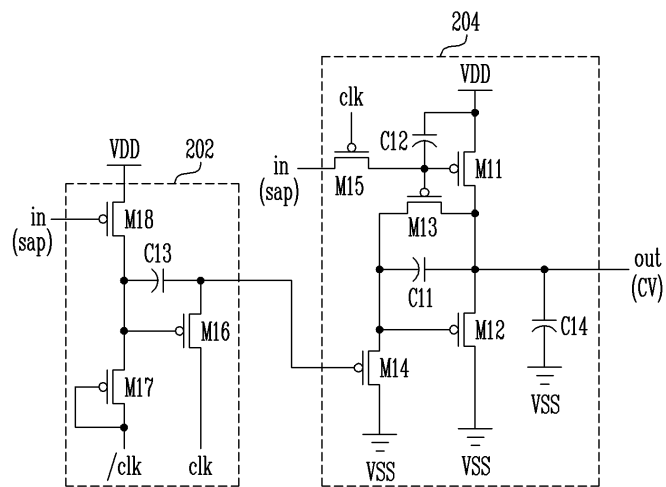 204
VDD
clk
202
C12
VDD
in
(sap)
M15
M11
in
(sap)
M18
M13
C13
out
(CV)
C11
M16
M12
C14
M17
M14
VSS
/clk
clk
VSS
VSS